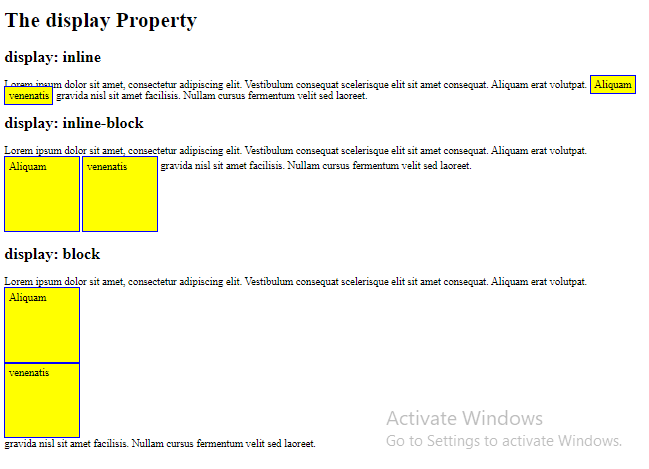 The display Property
display: inline
Lorem ipsum dolor sit amet, consectetur adipiscing elit. Vestibulum consequat scelerisque elit sit amet consequat. Aliquam erat volutpat. Aliquam
venenatis gravida nisl sit amet facilisis. Nullam cursus fermentum velit sed laoreet.
display: inline-block
Lorem ipsum dolor sit amet, consectetur adipiscing elit. Vestibulum consequat scelerisque elit sit amet consequat. Aliquam erat volutpat.
Aliquam venenatis gravida nisl sit amet facilisis. Nullam cursus fermentum velit sed laoreet.
display: block
Lorem ipsum dolor sit amet, consectetur adipiscing elit. Vestibulum consequat scelerisque elit sit amet consequat. Aliquam erat volutpat.
Aliquam
venenatis
gravida nisl sit amet facilisis. Nullam cursus fermentum velit sed laoreet.
Activate Windows
Go to Settings to activate Windows.